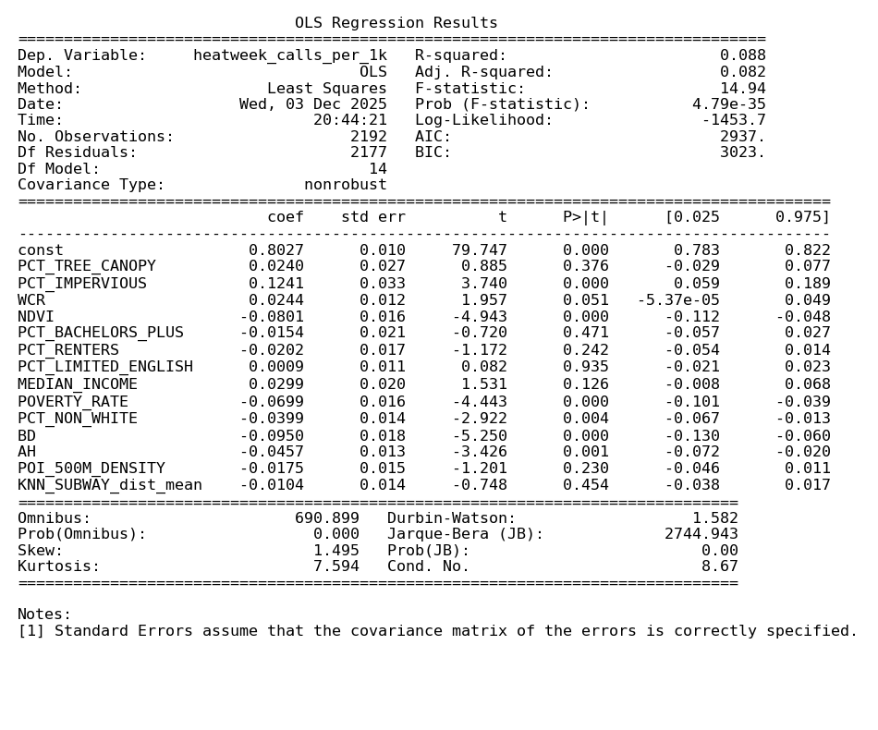 OLS Regression Results
==============================================================================
Dep. Variable:     heatweek_calls_per_1k   R-squared:                       0.088
Model:                               OLS   Adj. R-squared:                  0.082
Method:                    Least Squares   F-statistic:                     14.94
Date:                   Wed, 03 Dec 2025   Prob (F-statistic):           4.79e-35
Time:                           20:44:21   Log-Likelihood:                -1453.7
No. Observations:                   2192   AIC:                             2937.
Df Residuals:                       2177   BIC:                             3023.
Df Model:                             14
Covariance Type:               nonrobust
========================================================================================
                           coef    std err          t      P>|t|      [0.025      0.975]
----------------------------------------------------------------------------------------
const                    0.8027      0.010     79.747      0.000       0.783       0.822
PCT_TREE_CANOPY          0.0240      0.027      0.885      0.376      -0.029       0.077
PCT_IMPERVIOUS           0.1241      0.033      3.740      0.000       0.059       0.189
WCR                      0.0244      0.012      1.957      0.051   -5.37e-05       0.049
NDVI                    -0.0801      0.016     -4.943      0.000      -0.112      -0.048
PCT_BACHELORS_PLUS      -0.0154      0.021     -0.720      0.471      -0.057       0.027
PCT_RENTERS             -0.0202      0.017     -1.172      0.242      -0.054       0.014
PCT_LIMITED_ENGLISH      0.0009      0.011      0.082      0.935      -0.021       0.023
MEDIAN_INCOME            0.0299      0.020      1.531      0.126      -0.008       0.068
POVERTY_RATE            -0.0699      0.016     -4.443      0.000      -0.101      -0.039
PCT_NON_WHITE           -0.0399      0.014     -2.922      0.004      -0.067      -0.013
BD                      -0.0950      0.018     -5.250      0.000      -0.130      -0.060
AH                      -0.0457      0.013     -3.426      0.001      -0.072      -0.020
POI_500M_DENSITY        -0.0175      0.015     -1.201      0.230      -0.046       0.011
KNN_SUBWAY_dist_mean    -0.0104      0.014     -0.748      0.454      -0.038       0.017
==============================================================================
Omnibus:                     690.899   Durbin-Watson:                   1.582
Prob(Omnibus):                 0.000   Jarque-Bera (JB):             2744.943
Skew:                          1.495   Prob(JB):                         0.00
Kurtosis:                      7.594   Cond. No.                         8.67
==============================================================================
Notes:
[1] Standard Errors assume that the covariance matrix of the errors is correctly specified.